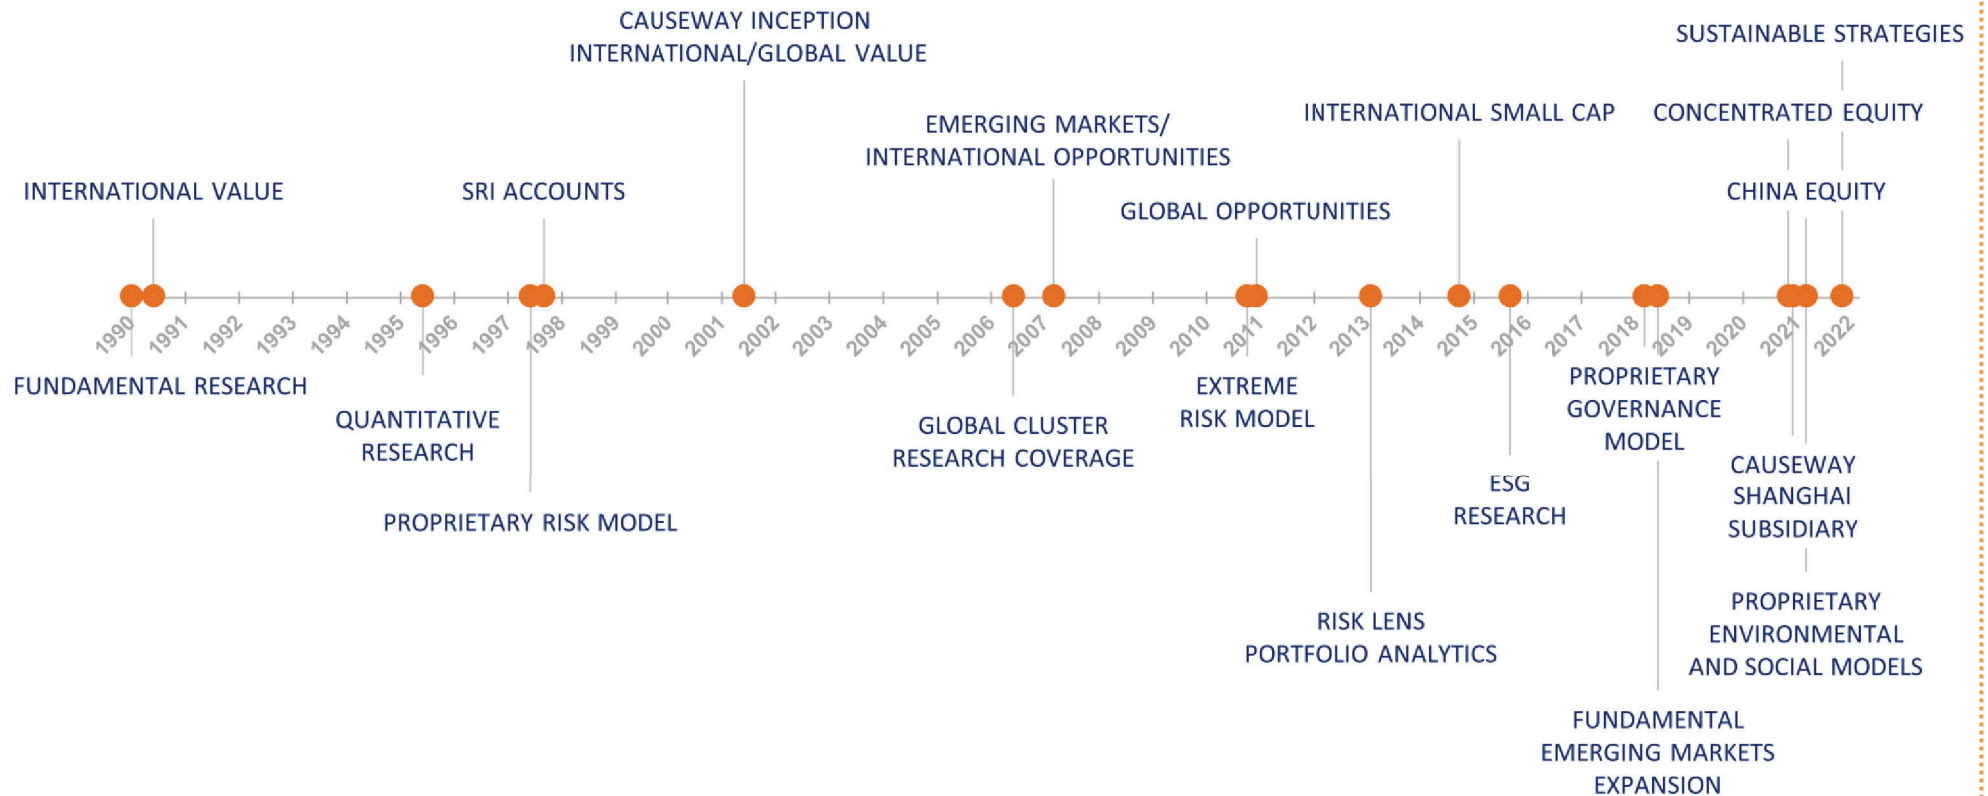 CAUSEWAY INCEPTION
INTERNATIONAL/GLOBAL VALUE
SUSTAINABLE STRATEGIES
EMERGING MARKETS/
INTERNATIONAL OPPORTUNITIES
INTERNATIONAL SMALL CAP
CONCENTRATED EQUITY
INTERNATIONAL VALUE
SRI ACCOUNTS
GLOBAL OPPORTUNITIES
CHINA EQUITY
1990
1991
1992
1993
1994
1995
1996
1997
1998
1999
2000
2001
2002
2003
2004
2005
2006
2007
2008
2009
2010
2011
2012
2013
2014
2015
2016
2017
2018
2019
2020
2021
2022
FUNDAMENTAL RESEARCH
QUANTITATIVE
RESEARCH
PROPRIETARY RISK MODEL
GLOBAL CLUSTER
RESEARCH COVERAGE
EXTREME
RISK MODEL
RISK LENS
PORTFOLIO ANALYTICS
ESG
RESEARCH
PROPRIETARY
GOVERNANCE
MODEL
FUNDAMENTAL
EMERGING MARKETS
EXPANSION
CAUSEWAY
SHANGHAI
SUBSIDIARY
PROPRIETARY
ENVIRONMENTAL
AND SOCIAL MODELS